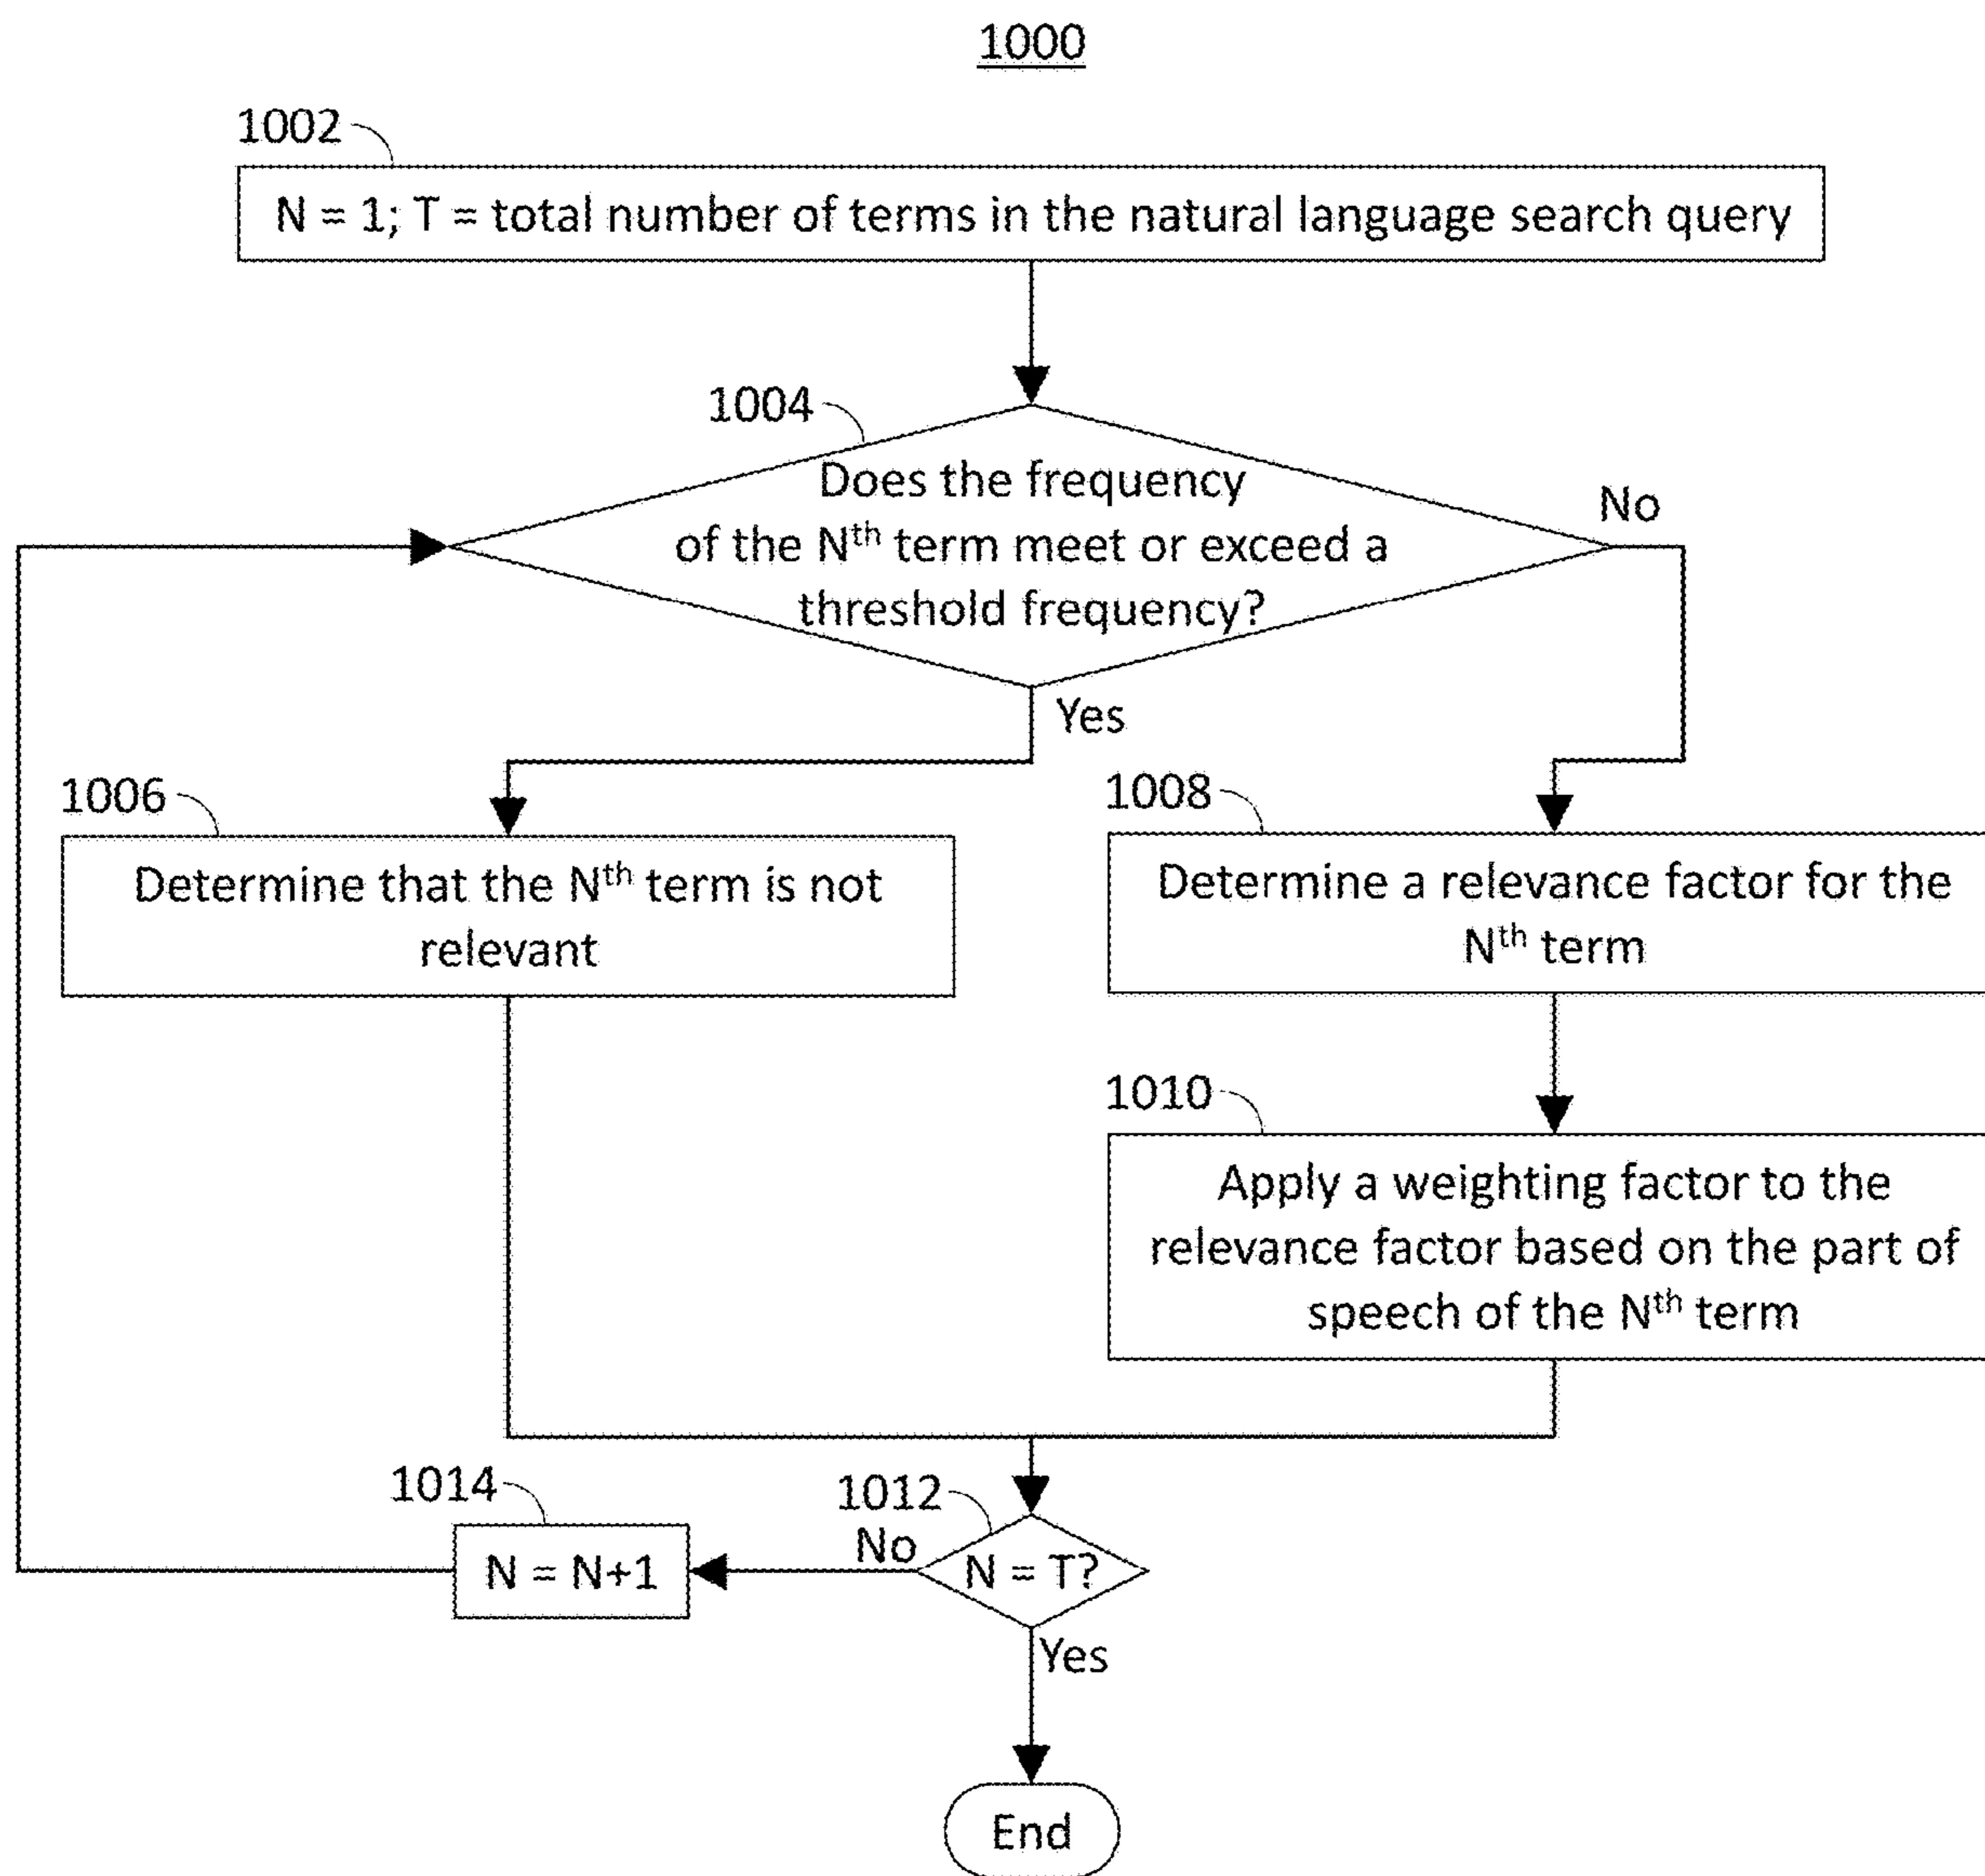 1000
1002
N = 1; T = total number of terms in the natural language search query
1004
Does the frequency
of the Nth term meet or exceed a
threshold frequency?
No
Yes
1006
Determine that the Nth term is not
relevant
1008
Determine a relevance factor for the
Nth term
1010
Apply a weighting factor to the
relevance factor based on the part of
speech of the Nth term
1014
N = N+1
1012
No
N = T?
Yes
End